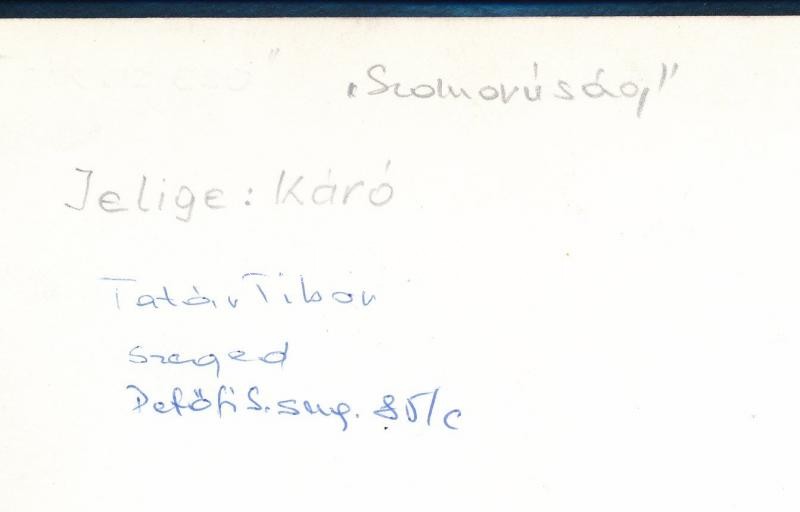 „Szomorúság”
Jelige: Káró
Tatár Tibor
Szeged
Petőfi S. sug. 85/c